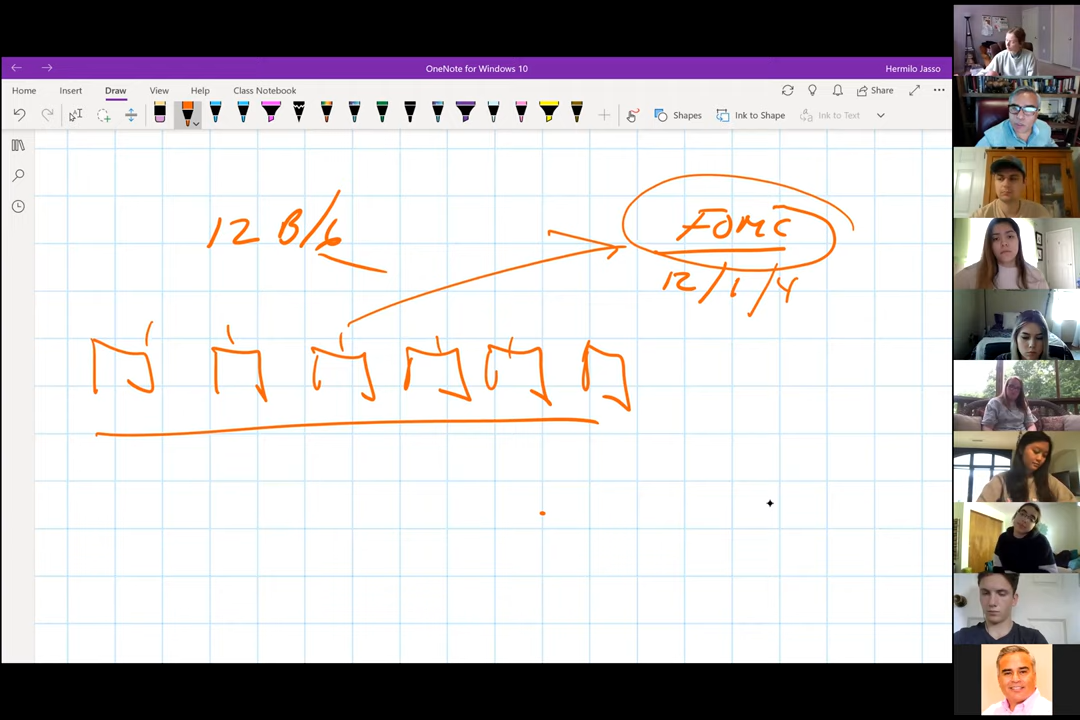 OneNote for Windows 10
Hermilo Jasso
Home Insert Draw View Help Class Notebook
Share
Shapes Ink to Shape Ink to Text
12 B/6
FOMC
12/1/4